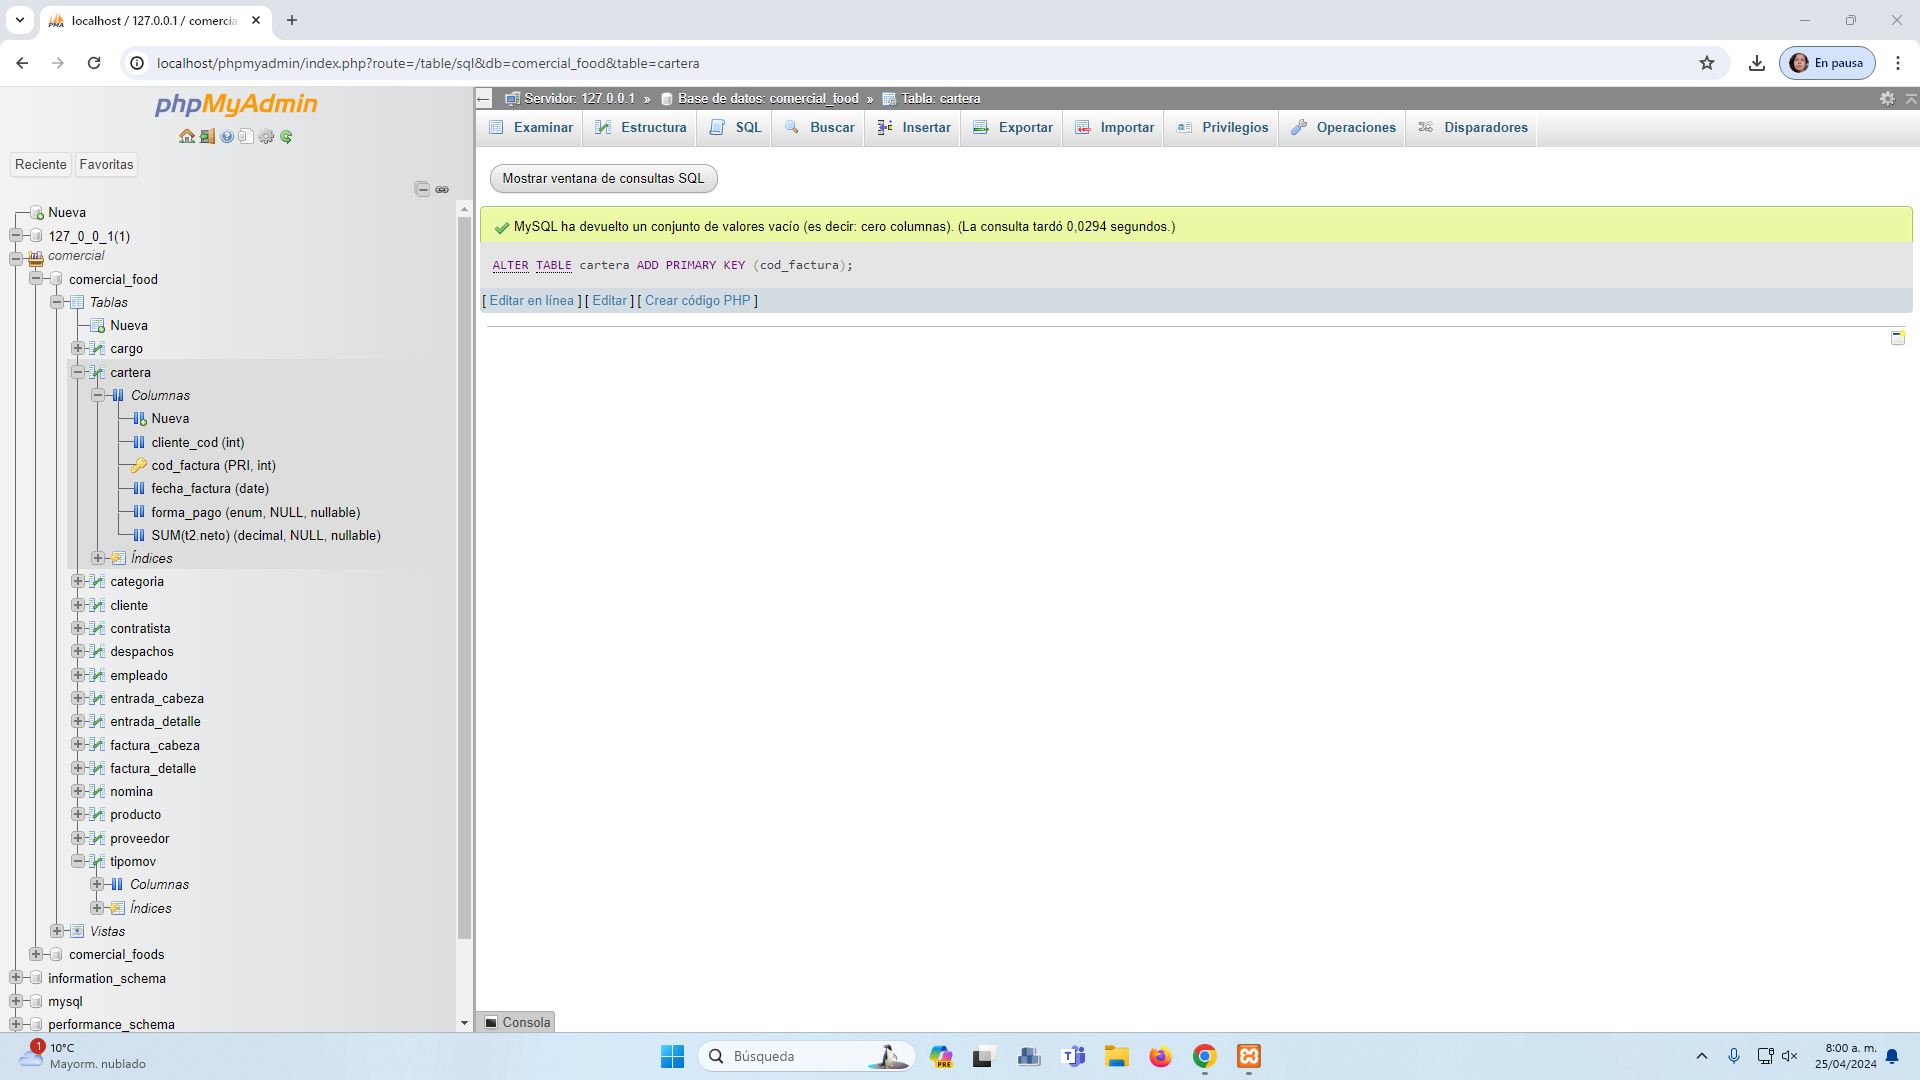 localhost / 127.0.0.1 / comercia
localhost/phpmyadmin/index.php?route=/table/sql&db=comercial_food&table=cartera
En pausa
phpMyAdmin
Reciente
Favoritas
Nueva
127_0_0_1(1)
comercial
comercial_food
Tablas
Nueva
cargo
cartera
Columnas
Nueva
cliente_cod (int)
cod_factura (PRI, int)
fecha_factura (date)
forma_pago (enum, NULL, nullable)
SUM(t2.neto) (decimal, NULL, nullable)
Índices
categoria
cliente
contratista
despachos
empleado
entrada_cabeza
entrada_detalle
factura_cabeza
factura_detalle
nomina
producto
proveedor
tipomov
Columnas
Índices
Vistas
comercial_foods
information_schema
mysql
performance_schema
Servidor: 127.0.0.1 » Base de datos: comercial_food » Tabla: cartera
Examinar Estructura SQL Buscar Insertar Exportar Importar Privilegios Operaciones Disparadores
Mostrar ventana de consultas SQL
MySQL ha devuelto un conjunto de valores vacío (es decir: cero columnas). (La consulta tardó 0,0294 segundos.)
ALTER TABLE cartera ADD PRIMARY KEY (cod_factura);
[ Editar en línea ] [ Editar ] [ Crear código PHP ]
Consola
1
10°C
Mayorm. nublado
Búsqueda
PRE
8:00 a. m.
25/04/2024